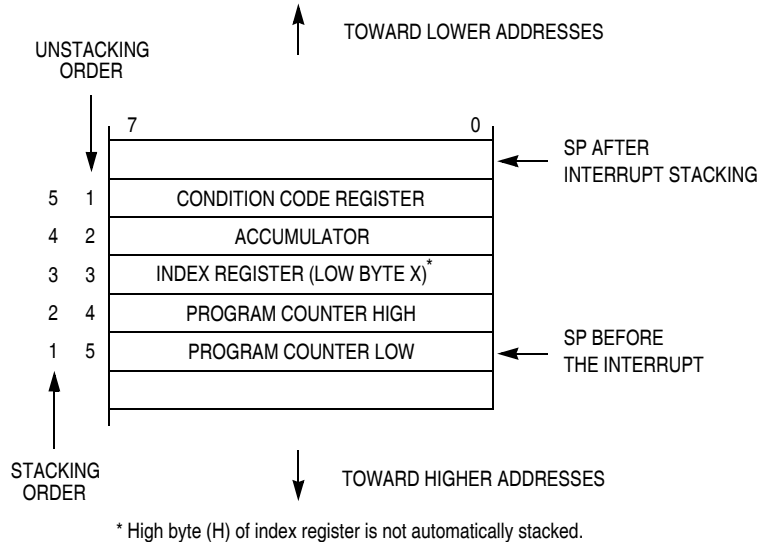 TOWARD LOWER ADDRESSES
UNSTACKING
ORDER
7 0
SP AFTER
INTERRUPT STACKING
5 1 CONDITION CODE REGISTER
4 2 ACCUMULATOR
3 3 INDEX REGISTER (LOW BYTE X)*
2 4 PROGRAM COUNTER HIGH
1 5 PROGRAM COUNTER LOW
SP BEFORE
THE INTERRUPT
STACKING
ORDER
TOWARD HIGHER ADDRESSES
* High byte (H) of index register is not automatically stacked.